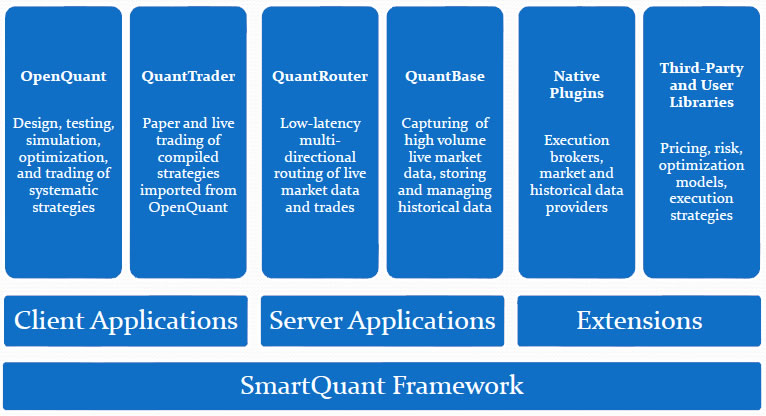 OpenQuant
Design, testing,
simulation,
optimization,
and trading of
systematic
strategies
QuantTrader
Paper and live
trading of
compiled
strategies
imported from
OpenQuant
QuantRouter
Low-latency
multi-
directional
routing of live
market data
and trades
QuantBase
Capturing of
high volume
live market
data, storing
and managing
historical data
Native
Plugins
Execution
brokers,
market and
historical data
providers
Third-Party
and User
Libraries
Pricing, risk,
optimization
models,
execution
strategies
Client Applications
Server Applications
Extensions
SmartQuant Framework